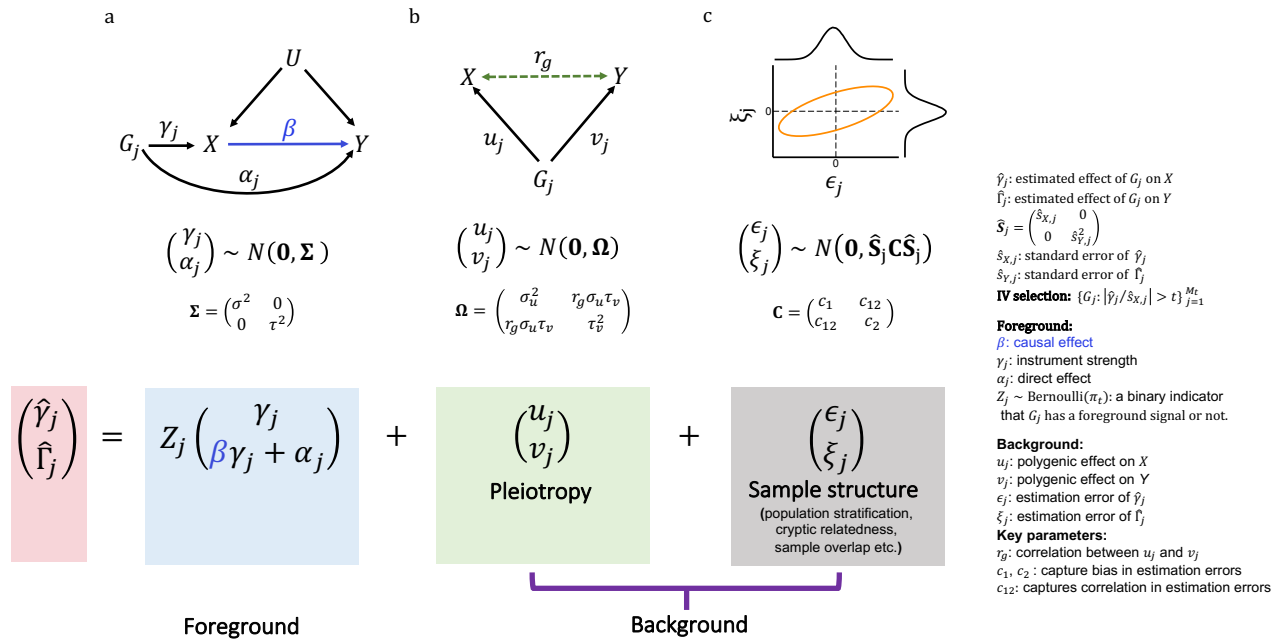 a
U
G_j γ_j X β Y
α_j
(γ_j α_j) ~ N(0, Σ)
Σ = (σ² 0 0 τ²)
b
X r_g Y
u_j v_j
G_j
(u_j v_j) ~ N(0, Ω)
Ω = (σ_u² r_gσ_uτ_v r_gσ_uτ_v τ_v²)
c
ξ_j 0
0
ϵ_j
(ϵ_j ξ_j) ~ N(0, Ŝ_jCŜ_j)
C = (c_1 c_12 c_12 c_2)
(γ̂_j Γ̂_j) = Z_j (γ_j βγ_j + α_j) + (u_j v_j) + (ϵ_j ξ_j)
Pleiotropy
Sample structure
(population stratification,
cryptic relatedness,
sample overlap etc.)
Foreground
Background
γ̂_j: estimated effect of G_j on X
Γ̂_j: estimated effect of G_j on Y
Ŝ_j = (ŝ_X,j 0 0 ŝ²_Y,j)
ŝ_X,j: standard error of γ̂_j
ŝ_Y,j: standard error of Γ̂_j
IV selection: {G_j: |γ̂_j/ŝ_X,j| > t}_{j=1}^{M_t}
Foreground:
β: causal effect
γ_j: instrument strength
α_j: direct effect
Z_j ~ Bernoulli(π_t): a binary indicator
that G_j has a foreground signal or not.
Background:
u_j: polygenic effect on X
v_j: polygenic effect on Y
ϵ_j: estimation error of γ̂_j
ξ_j: estimation error of Γ̂_j
Key parameters:
r_g: correlation between u_j and v_j
c_1, c_2 : capture bias in estimation errors
c_12: captures correlation in estimation errors